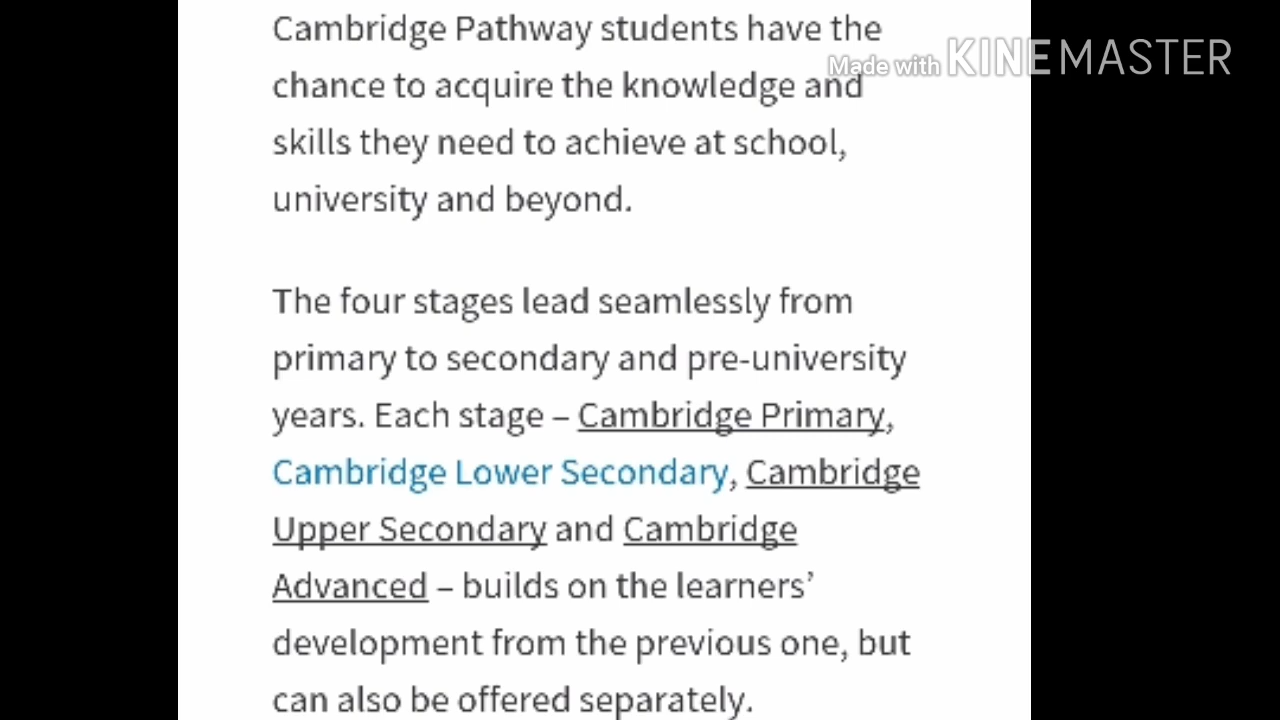 Cambridge Pathway students have the
Made with KINEMASTER
chance to acquire the knowledge and
skills they need to achieve at school,
university and beyond.
The four stages lead seamlessly from
primary to secondary and pre-university
years. Each stage – Cambridge Primary,
Cambridge Lower Secondary, Cambridge
Upper Secondary and Cambridge
Advanced – builds on the learners’
development from the previous one, but
can also be offered separately.